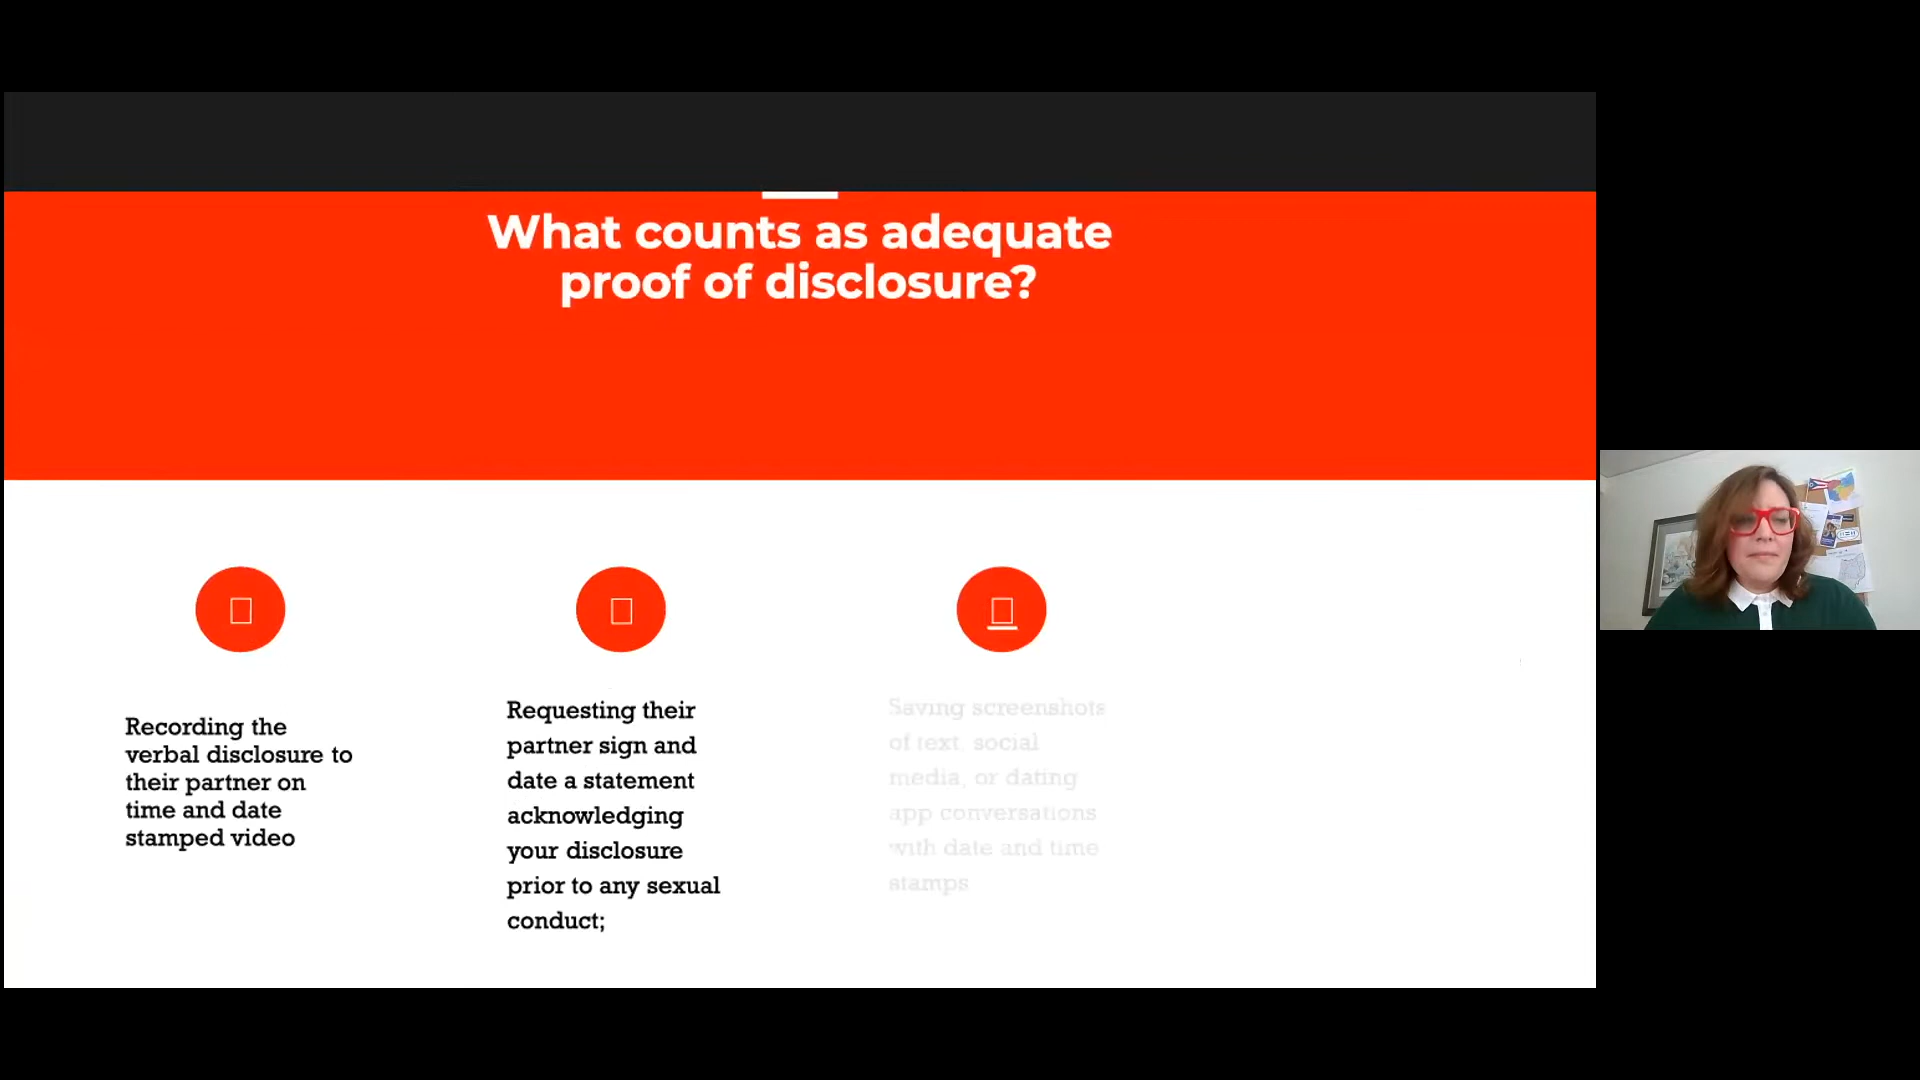 What counts as adequate
proof of disclosure?
Recording the
verbal disclosure to
their partner on
time and date
stamped video
Requesting their
partner sign and
date a statement
acknowledging
your disclosure
prior to any sexual
conduct;
Saving screenshots
of text, social
media, or dating
app conversations
with date and time
stamps